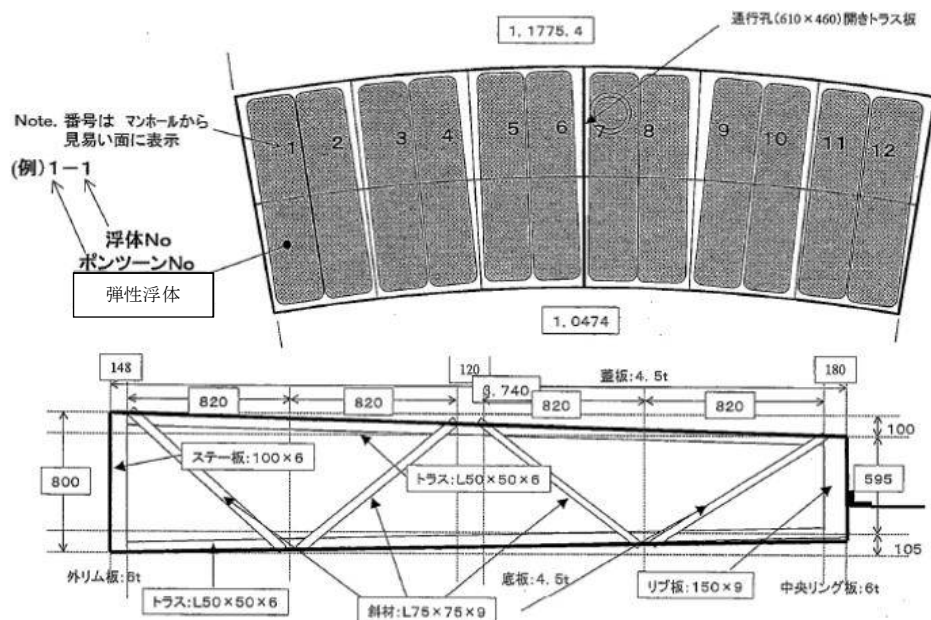 通行孔(610×460)開きトラス板
1,1775.4
Note. 番号は マンホールから
見易い面に表示
(例)1-1
浮体No
ポンツーンNo
弾性浮体
1
2
3
4
5
6
7
8
9
10
11
12
1.0474
148
120
180
3.740
蓋板:4.5t
820
820
820
820
100
ステー板:100×6
トラス:L50×50×6
800
595
105
外リム板:6t
底板:4.5t
リブ板:150×9
中央リング板:6t
トラス:L50×50×6
斜材:L75×75×9